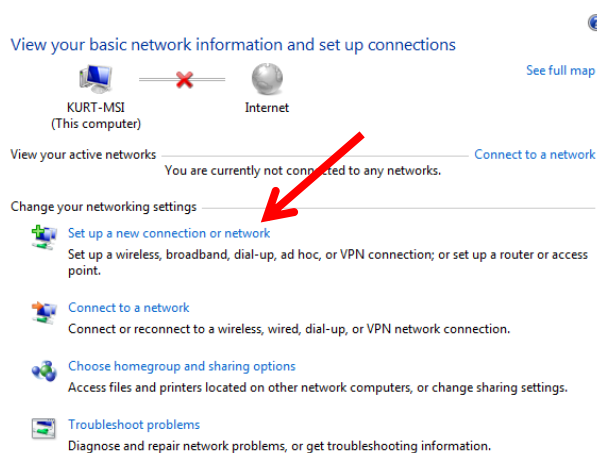 View your basic network information and set up connections
See full map
KURT-MSI
(This computer)
Internet
View your active networks
Connect to a network
You are currently not connected to any networks.
Change your networking settings
Set up a new connection or network
Set up a wireless, broadband, dial-up, ad hoc, or VPN connection; or set up a router or access
point.
Connect to a network
Connect or reconnect to a wireless, wired, dial-up, or VPN network connection.
Choose homegroup and sharing options
Access files and printers located on other network computers, or change sharing settings.
Troubleshoot problems
Diagnose and repair network problems, or get troubleshooting information.